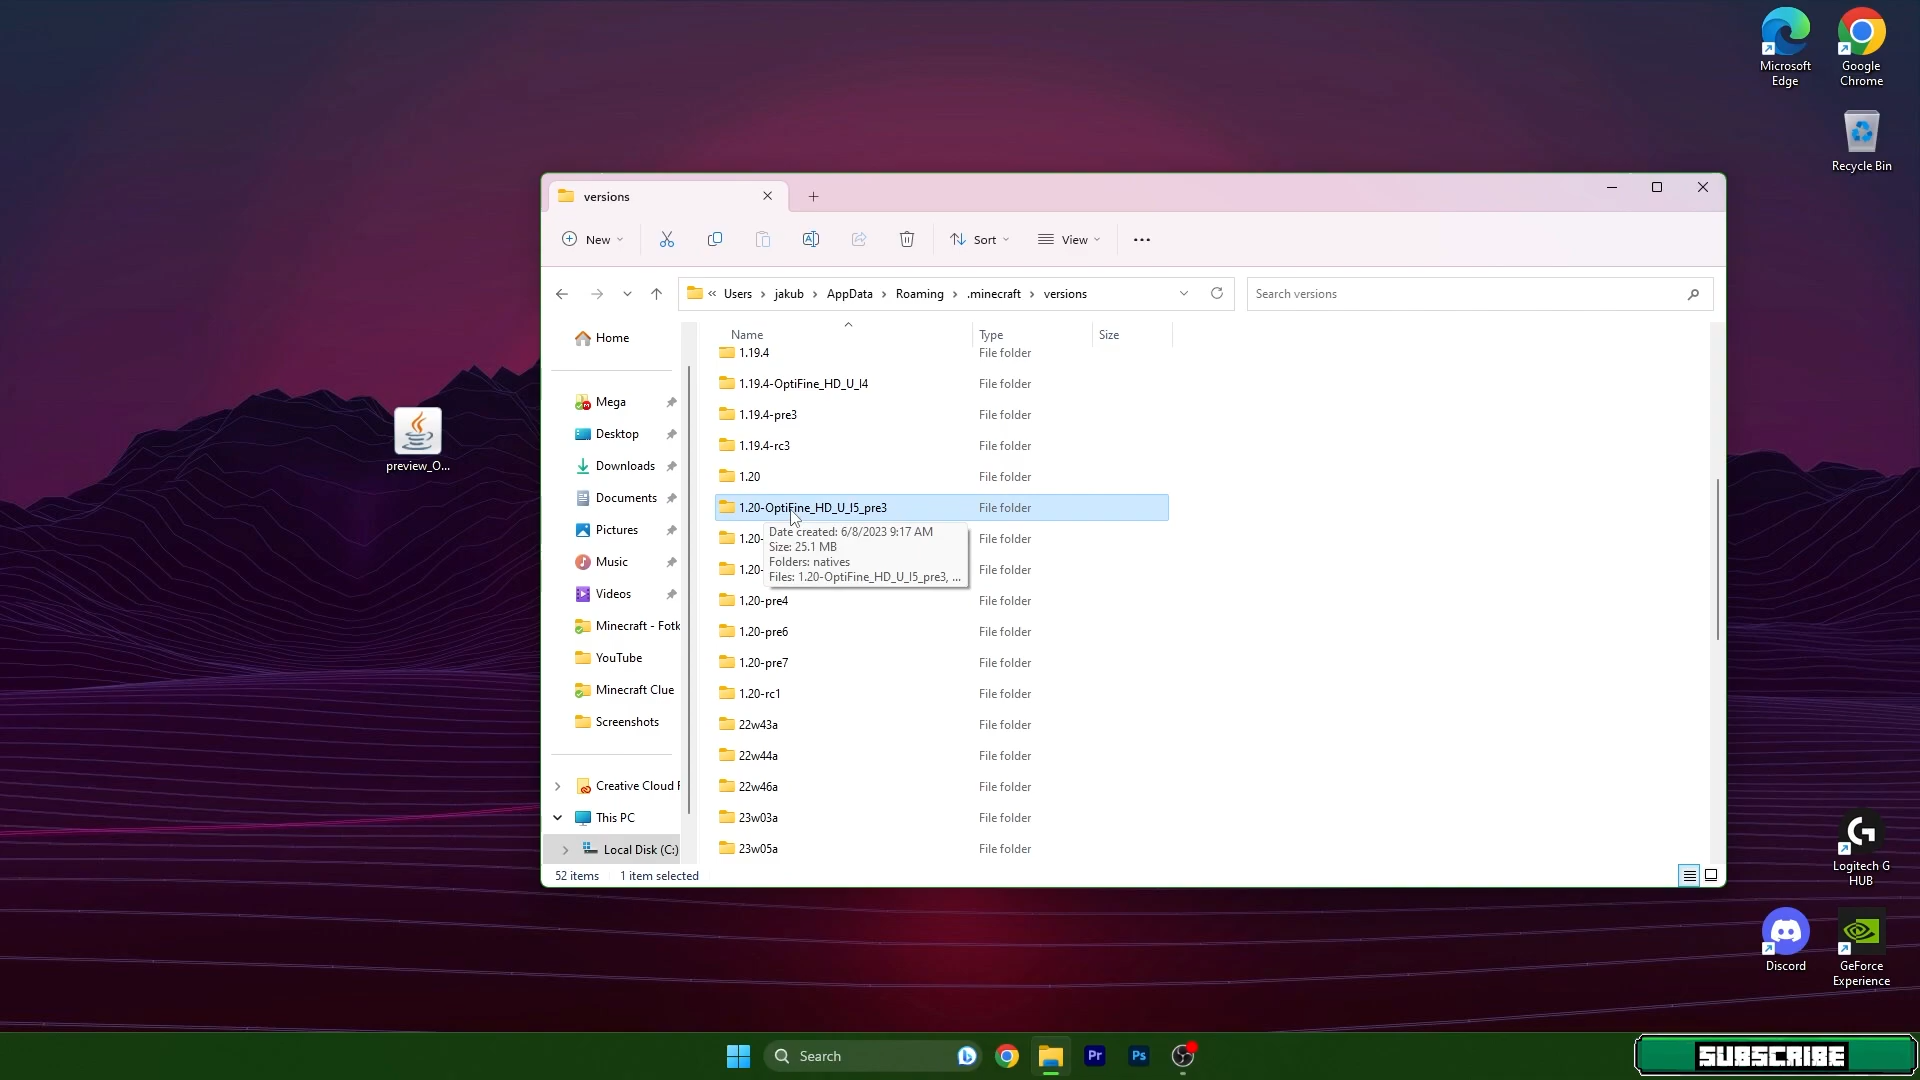 Microsoft
Edge
Google
Chrome
Recycle Bin
preview_O...
versions
New
Sort
View
Users
jakub
AppData
Roaming
.minecraft
versions
Search versions
Name
Type
Size
Home
Mega
Desktop
Downloads
Documents
Pictures
Music
Videos
Minecraft - Fotk
YouTube
Minecraft Clue
Screenshots
Creative Cloud F
This PC
Local Disk (C:)
1.19.4 File folder
1.19.4-OptiFine_HD_U_I4 File folder
1.19.4-pre3 File folder
1.19.4-rc3 File folder
1.20 File folder
1.20-OptiFine_HD_U_I5_pre3 File folder
1.20- File folder
1.20- File folder
Date created: 6/8/2023 9:17 AM
Size: 25.1 MB
Folders: natives
Files: 1.20-OptiFine_HD_U_I5_pre3, ...
1.20-pre4 File folder
1.20-pre6 File folder
1.20-pre7 File folder
1.20-rc1 File folder
22w43a File folder
22w44a File folder
22w46a File folder
23w03a File folder
23w05a File folder
52 items 1 item selected
Logitech G
HUB
Discord
GeForce
Experience
Search
Pr
Ps
SUBSCRIBE